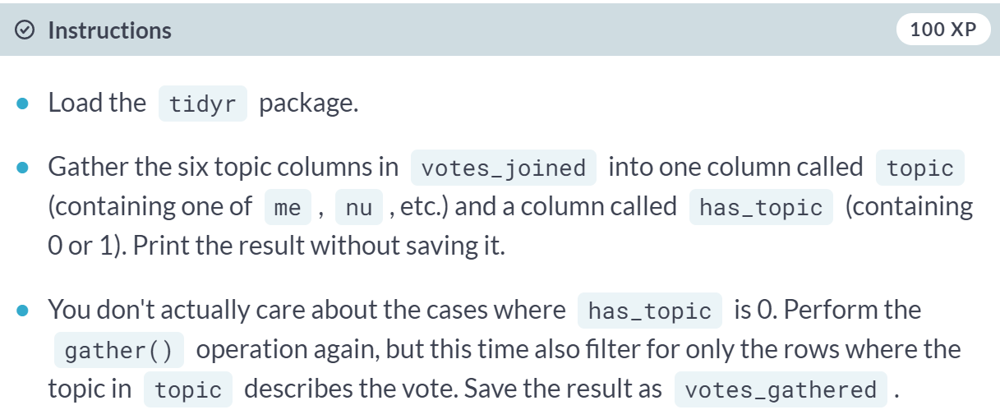 Instructions 100 XP
Load the tidyr package.
Gather the six topic columns in votes_joined into one column called topic
(containing one of me , nu , etc.) and a column called has_topic (containing
0 or 1). Print the result without saving it.
You don't actually care about the cases where has_topic is 0. Perform the
gather() operation again, but this time also filter for only the rows where the
topic in topic describes the vote. Save the result as votes_gathered .